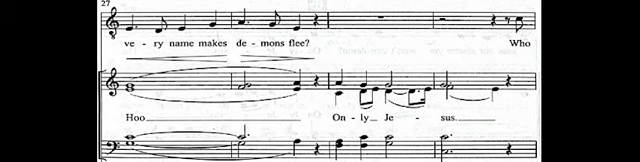 27
ve - ry name makes de - mons flee? Who
Hoo On - ly Je - sus.